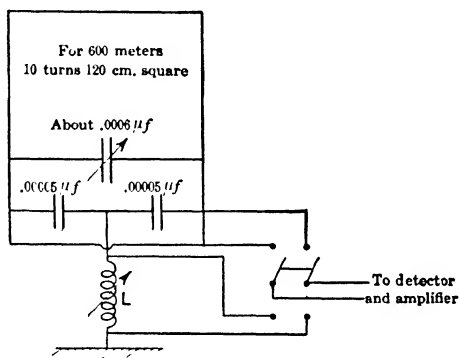 For 600 meters
10 turns 120 cm. square
About .0006 μf
.00005 μf
.00005 μf
L
To detector
and amplifier